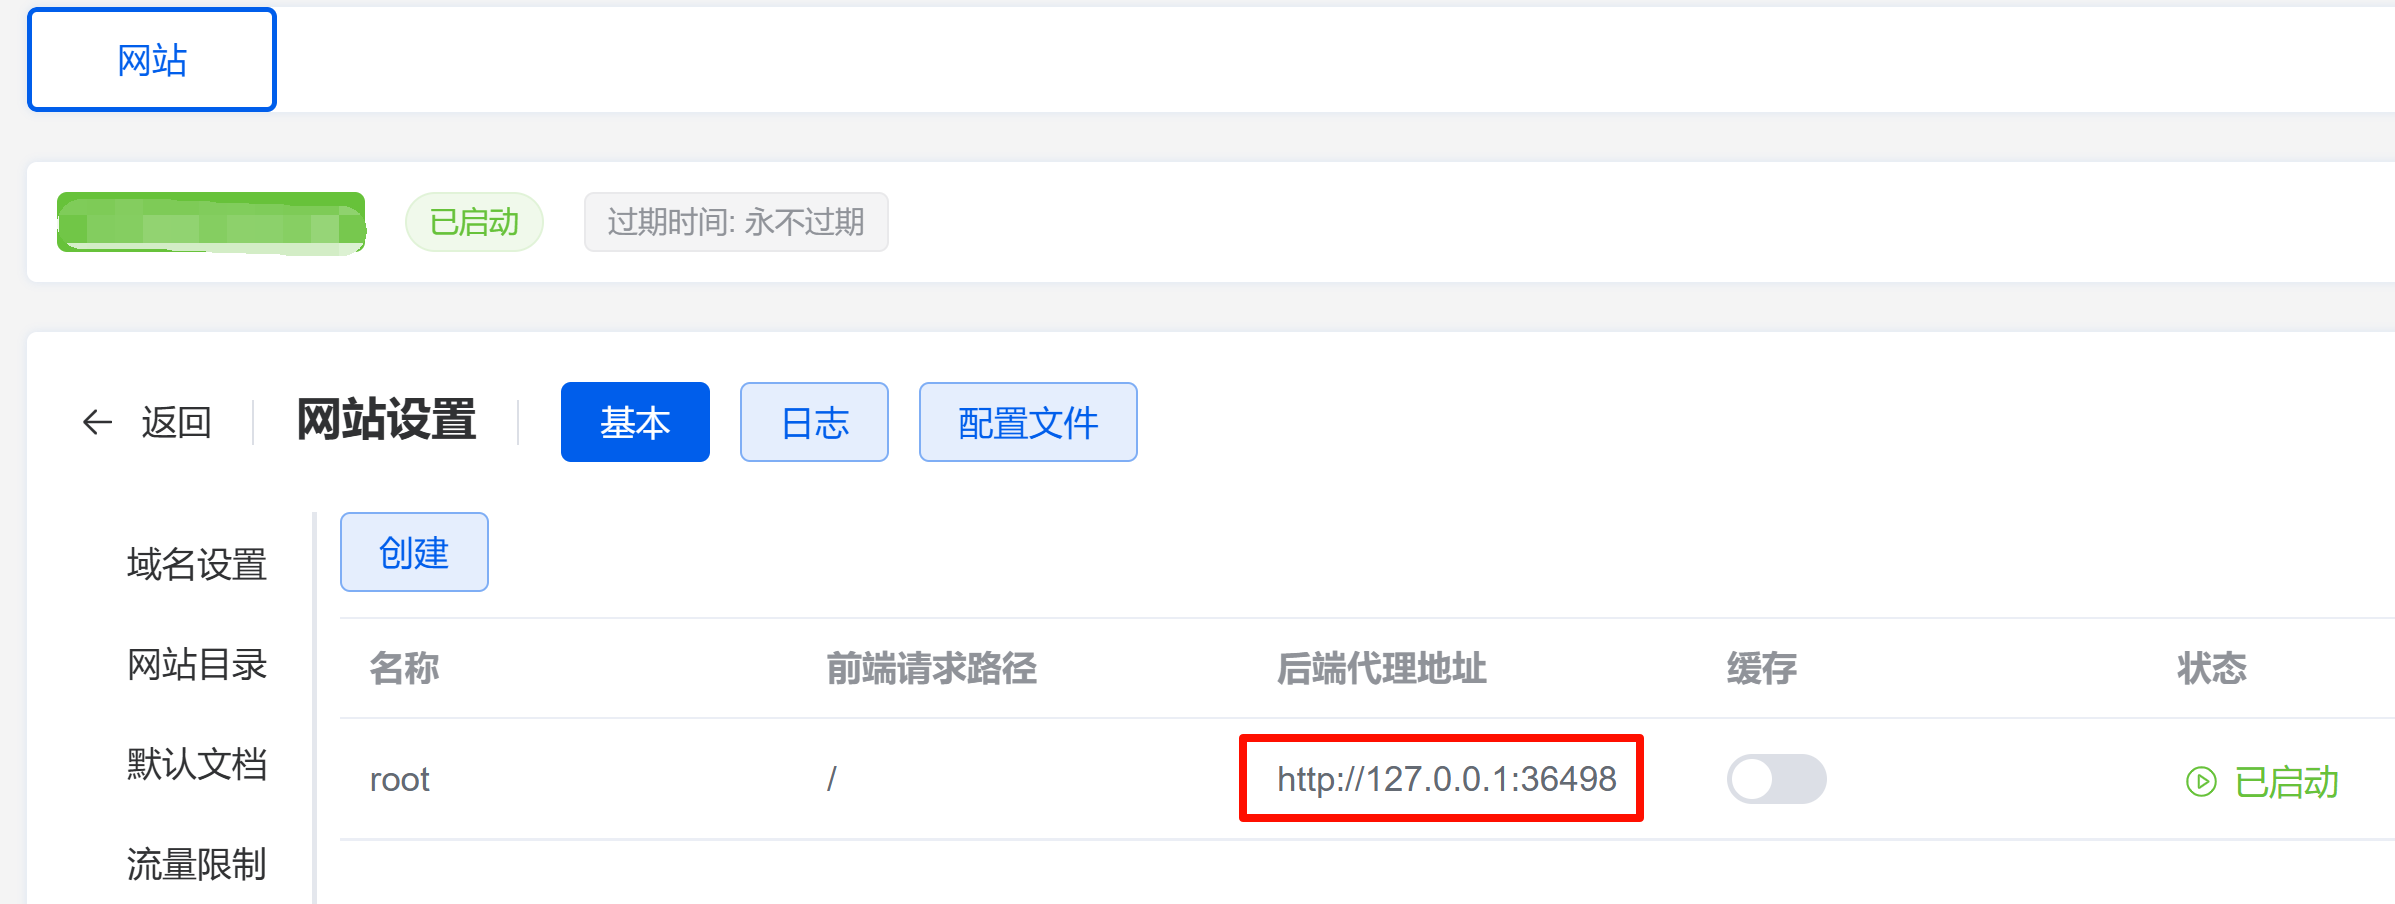 网站
已启动
过期时间: 永不过期
返回
网站设置
基本
日志
配置文件
域名设置
网站目录
默认文档
流量限制
创建
名称 前端请求路径 后端代理地址 缓存 状态
root / http://127.0.0.1:36498 已启动